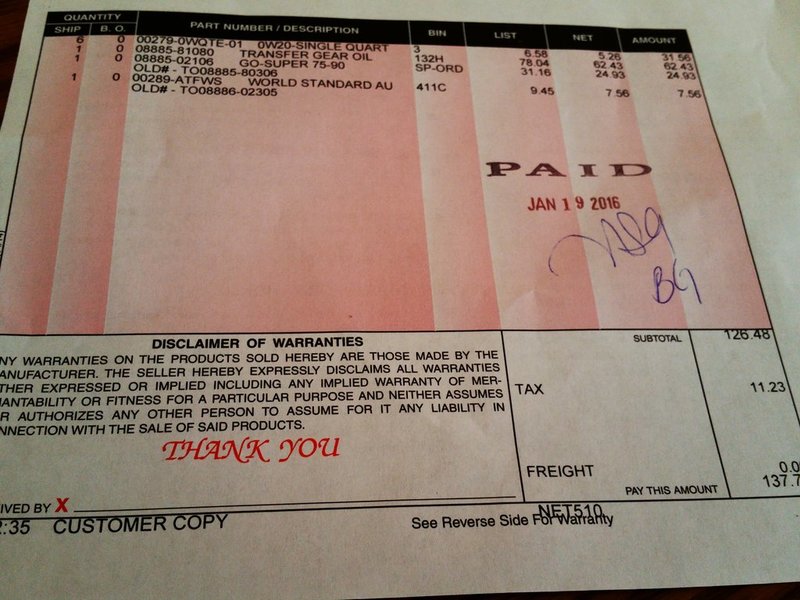 QUANTITY
SHIP B. O. PART NUMBER / DESCRIPTION BIN LIST NET AMOUNT
6 0 00279-0WQTE-01 0W20-SINGLE QUART 3 6.58 5.26 31.56
1 0 08885-81080 TRANSFER GEAR OIL 132H 78.04 62.43 62.43
1 0 08885-02106 GO-SUPER 75-90 SP-ORD 31.16 24.93 24.93
OLD# - TO08885-80306
1 0 00289-ATFWS WORLD STANDARD AU 411C 9.45 7.56 7.56
OLD# - TO08886-02305
PAID
JAN 19 2016
BG
DISCLAIMER OF WARRANTIES
NY WARRANTIES ON THE PRODUCTS SOLD HEREBY ARE THOSE MADE BY THE
ANUFACTURER. THE SELLER HEREBY EXPRESSLY DISCLAIMS ALL WARRANTIES
THER EXPRESSED OR IMPLIED INCLUDING ANY IMPLIED WARRANTY OF MER-
HANTABILITY OR FITNESS FOR A PARTICULAR PURPOSE AND NEITHER ASSUMES
R AUTHORIZES ANY OTHER PERSON TO ASSUME FOR IT ANY LIABILITY IN
NNECTION WITH THE SALE OF SAID PRODUCTS.
THANK YOU
SUBTOTAL 126.48
TAX 11.23
FREIGHT 0.0
PAY THIS AMOUNT 137.7
IVED BY X
NET510
2:35 CUSTOMER COPY
See Reverse Side For Warranty